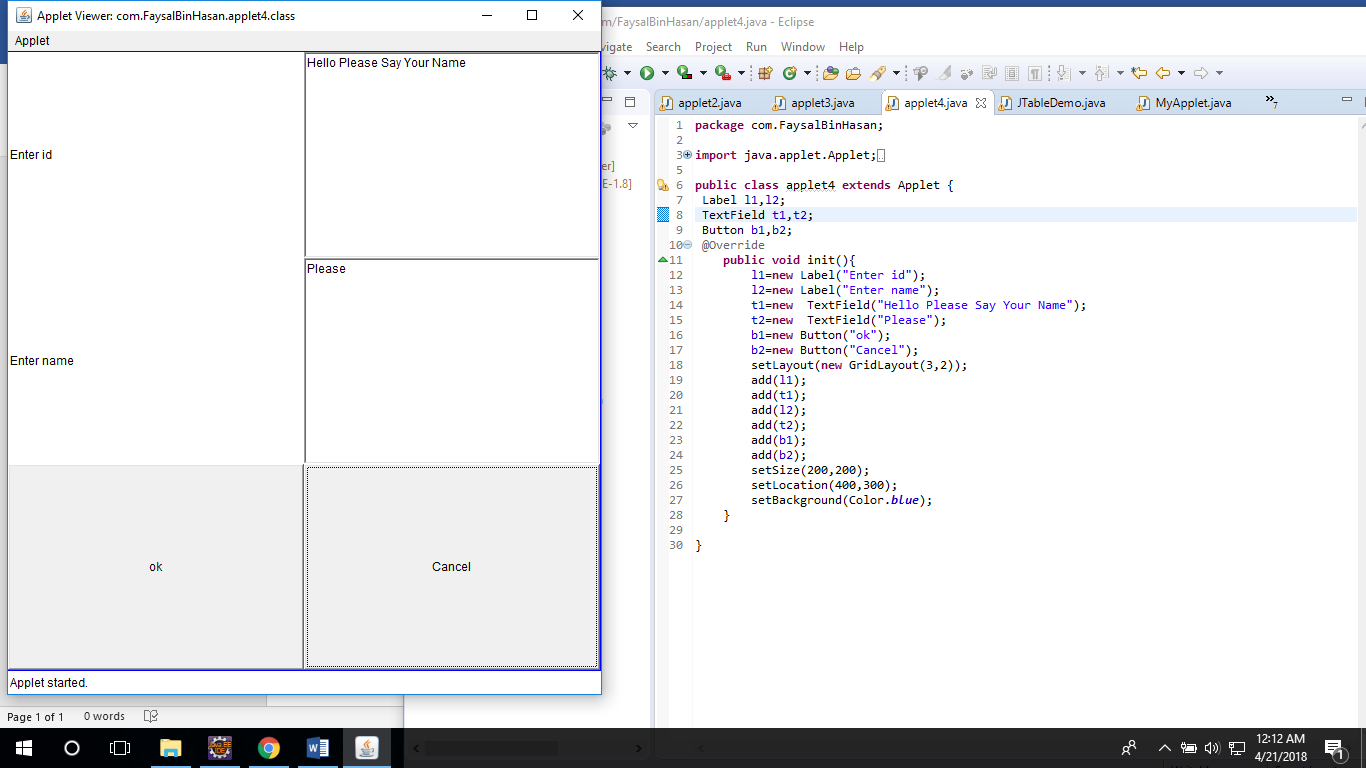 Applet Viewer: com.FaysalBinHasan.applet4.class
Applet
Enter id
Hello Please Say Your Name
Enter name
Please
ok
Cancel
Applet started.
Page 1 of 1 0 words
m/FaysalBinHasan/applet4.java - Eclipse
vigate Search Project Run Window Help
er]
E-1.8]
applet2.java applet3.java applet4.java JTableDemo.java MyApplet.java »7
1 package com.FaysalBinHasan;
2
3 import java.applet.Applet;
5
6 public class applet4 extends Applet {
7 Label l1,l2;
8 TextField t1,t2;
9 Button b1,b2;
10 @Override
11 public void init(){
12 l1=new Label("Enter id");
13 l2=new Label("Enter name");
14 t1=new  TextField("Hello Please Say Your Name");
15 t2=new  TextField("Please");
16 b1=new Button("ok");
17 b2=new Button("Cancel");
18 setLayout(new GridLayout(3,2));
19 add(l1);
20 add(t1);
21 add(l2);
22 add(t2);
23 add(b1);
24 add(b2);
25 setSize(200,200);
26 setLocation(400,300);
27 setBackground(Color.blue);
28 }
29
30 }
12:12 AM
4/21/2018
1